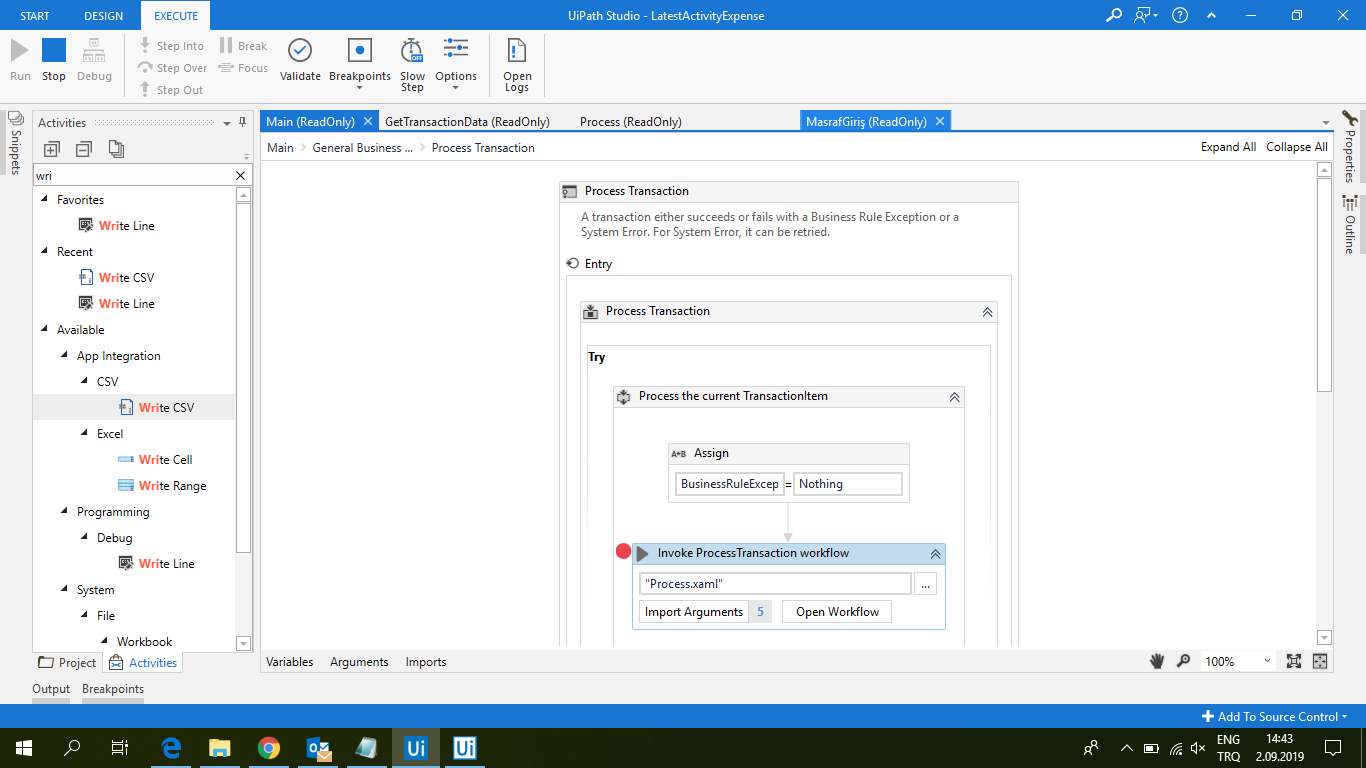 START DESIGN EXECUTE UiPath Studio - LatestActivityExpense
Run Stop Debug
Step Into Break
Step Over Focus
Step Out
Validate Breakpoints Slow Step Options Open Logs
OFF
Snippets
Activities
wri
Favorites
Write Line
Recent
Write CSV
Write Line
Available
App Integration
CSV
Write CSV
Excel
Write Cell
Write Range
Programming
Debug
Write Line
System
File
Workbook
Project Activities
Output Breakpoints
Main (ReadOnly) GetTransactionData (ReadOnly) Process (ReadOnly) MasrafGiriş (ReadOnly)
Main General Business ... Process Transaction Expand All Collapse All
Process Transaction
A transaction either succeeds or fails with a Business Rule Exception or a
System Error. For System Error, it can be retried.
Entry
Process Transaction
Try
Process the current TransactionItem
A+B Assign
BusinessRuleExcep = Nothing
Invoke ProcessTransaction workflow
"Process.xaml" ...
Import Arguments 5 Open Workflow
Variables Arguments Imports 100%
Properties
Outline
Add To Source Control
Ui Ui
ENG 14:43
TRQ 2.09.2019